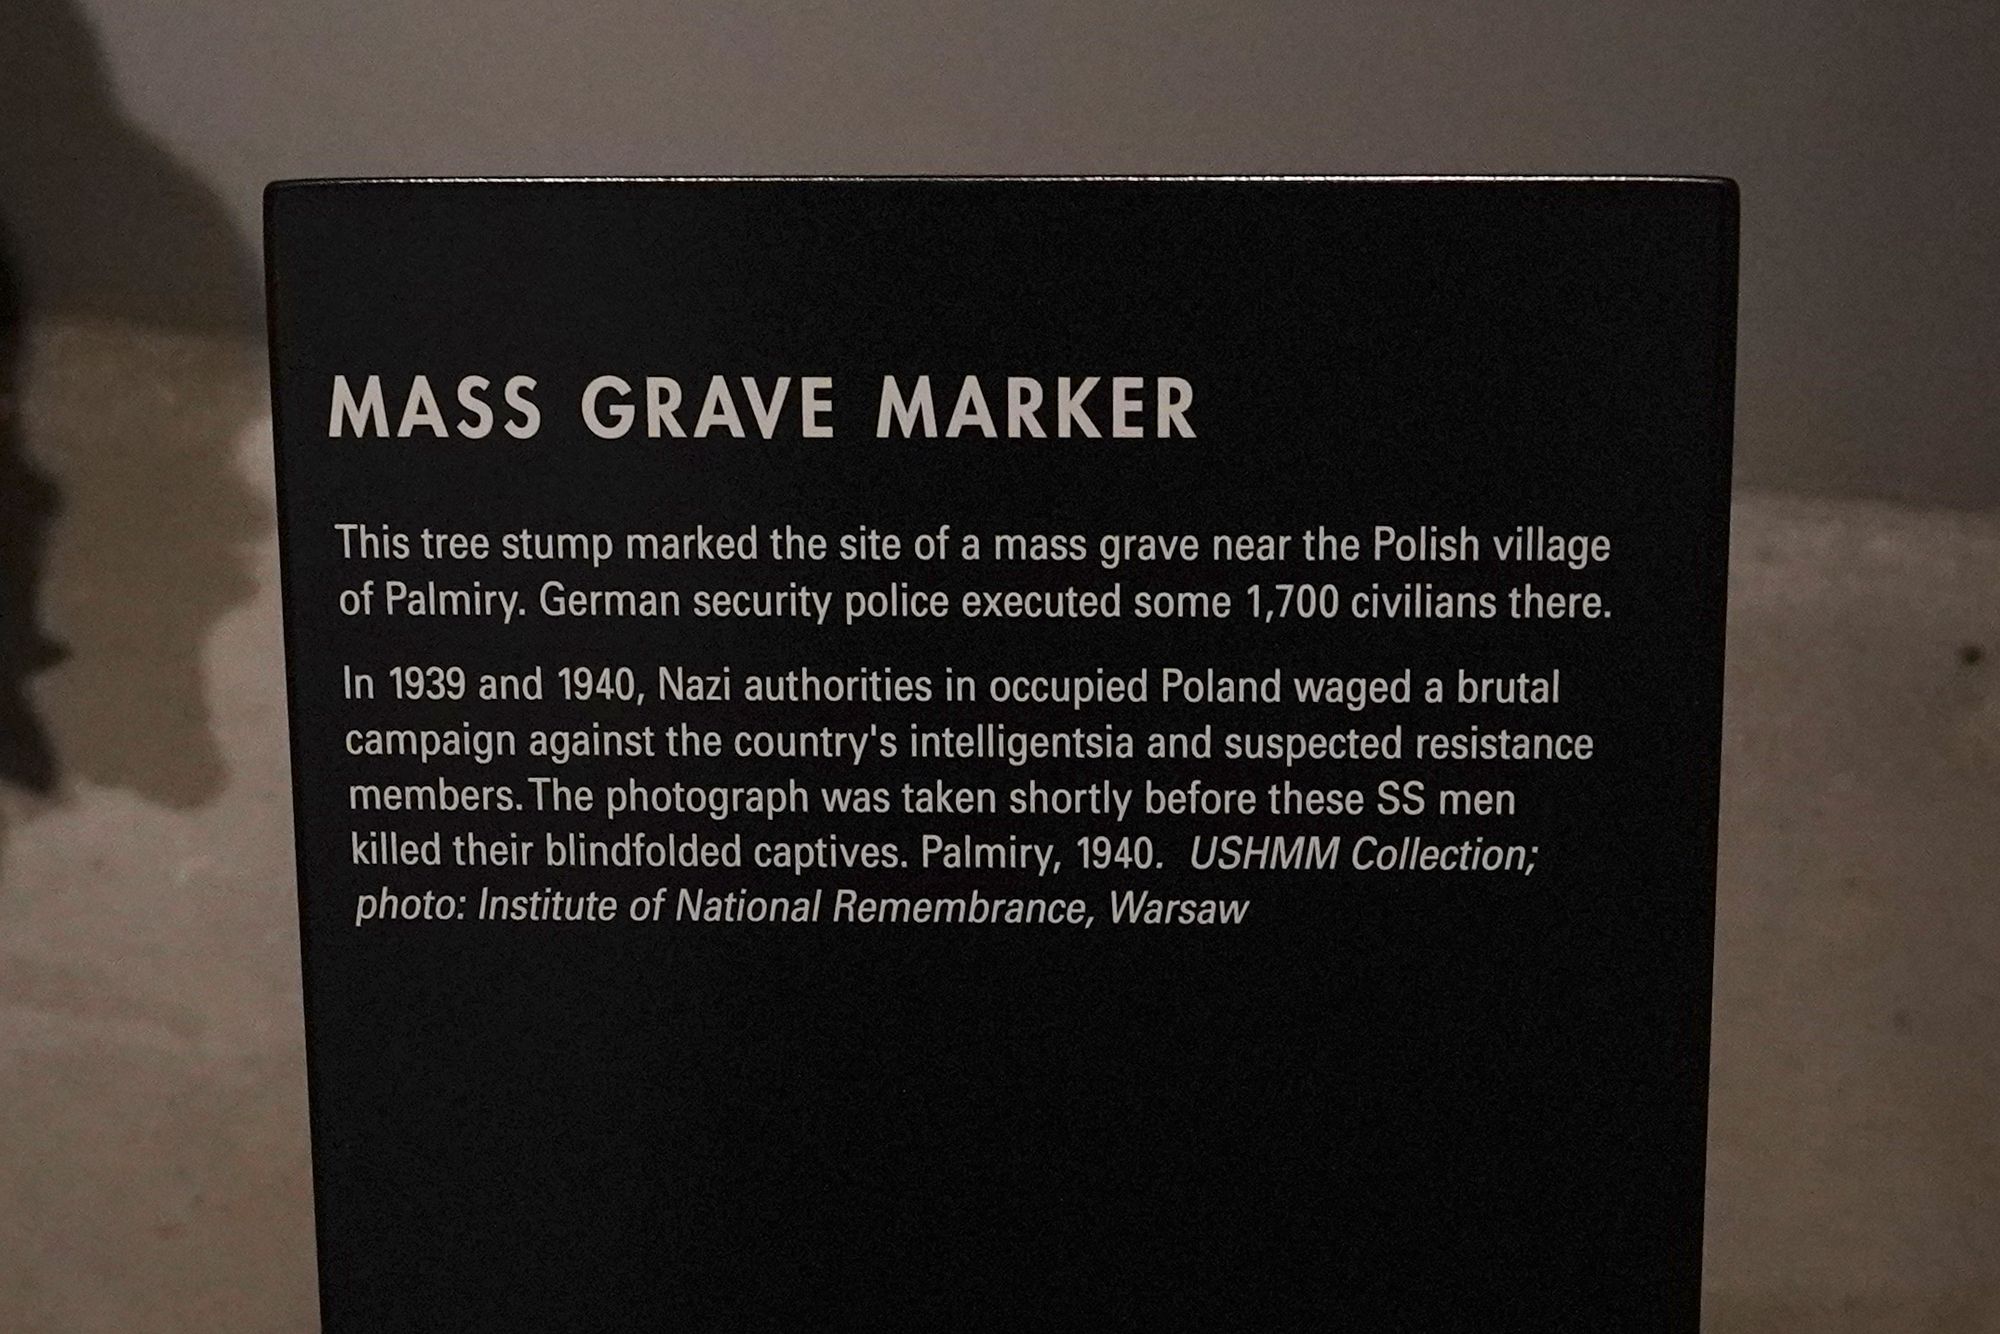 MASS GRAVE MARKER
This tree stump marked the site of a mass grave near the Polish village
of Palmiry. German security police executed some 1,700 civilians there.
In 1939 and 1940, Nazi authorities in occupied Poland waged a brutal
campaign against the country's intelligentsia and suspected resistance
members. The photograph was taken shortly before these SS men
killed their blindfolded captives. Palmiry, 1940. USHMM Collection;
photo: Institute of National Remembrance, Warsaw